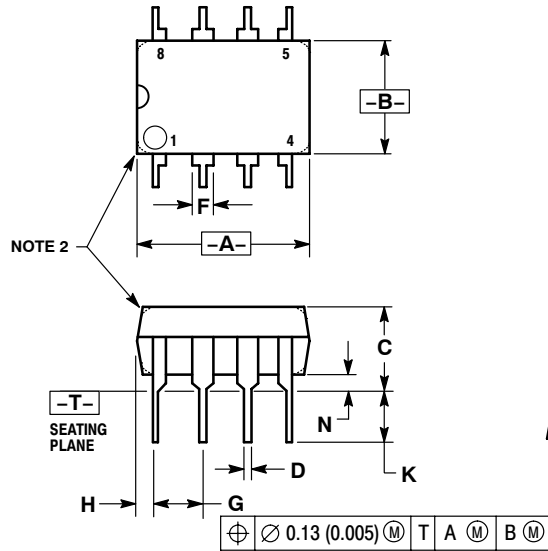 8 5
–B–
1 4
F
–A–
NOTE 2
C
–T–
SEATING
PLANE
N
D
K
H
G
⌖ ∅ 0.13 (0.005) Ⓜ T A Ⓜ B Ⓜ